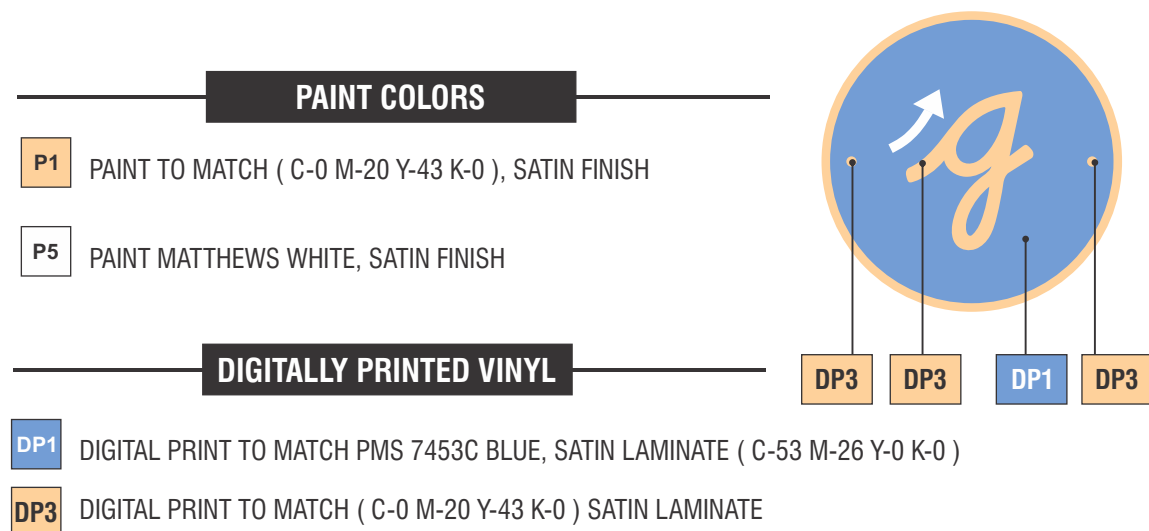 PAINT COLORS
P1 PAINT TO MATCH ( C-0 M-20 Y-43 K-0 ), SATIN FINISH
P5 PAINT MATTHEWS WHITE, SATIN FINISH
g
DP3 DP3 DP1 DP3
DIGITALLY PRINTED VINYL
DP1 DIGITAL PRINT TO MATCH PMS 7453C BLUE, SATIN LAMINATE ( C-53 M-26 Y-0 K-0 )
DP3 DIGITAL PRINT TO MATCH ( C-0 M-20 Y-43 K-0 ) SATIN LAMINATE